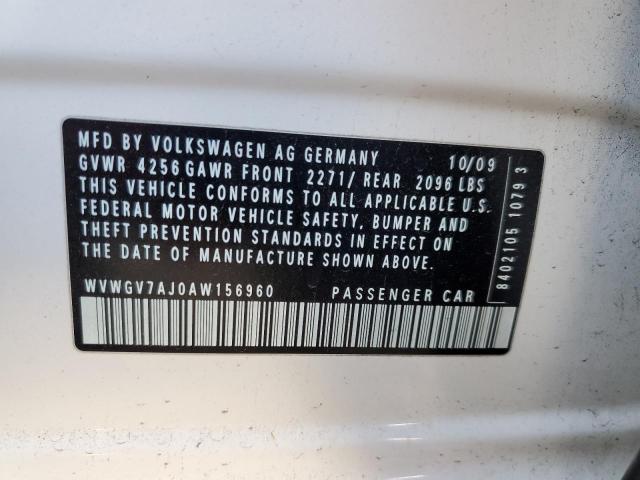 MFD BY VOLKSWAGEN AG GERMANY 10/09
GVWR 4256 GAWR FRONT 2271/ REAR 2096 LBS
THIS VEHICLE CONFORMS TO ALL APPLICABLE U.S.
FEDERAL MOTOR VEHICLE SAFETY, BUMPER AND
THEFT PREVENTION STANDARDS IN EFFECT ON
THE DATE OF MANUFACTURE SHOWN ABOVE.
WVWGV7AJ0AW156960 PASSENGER CAR
8402105 1079 3